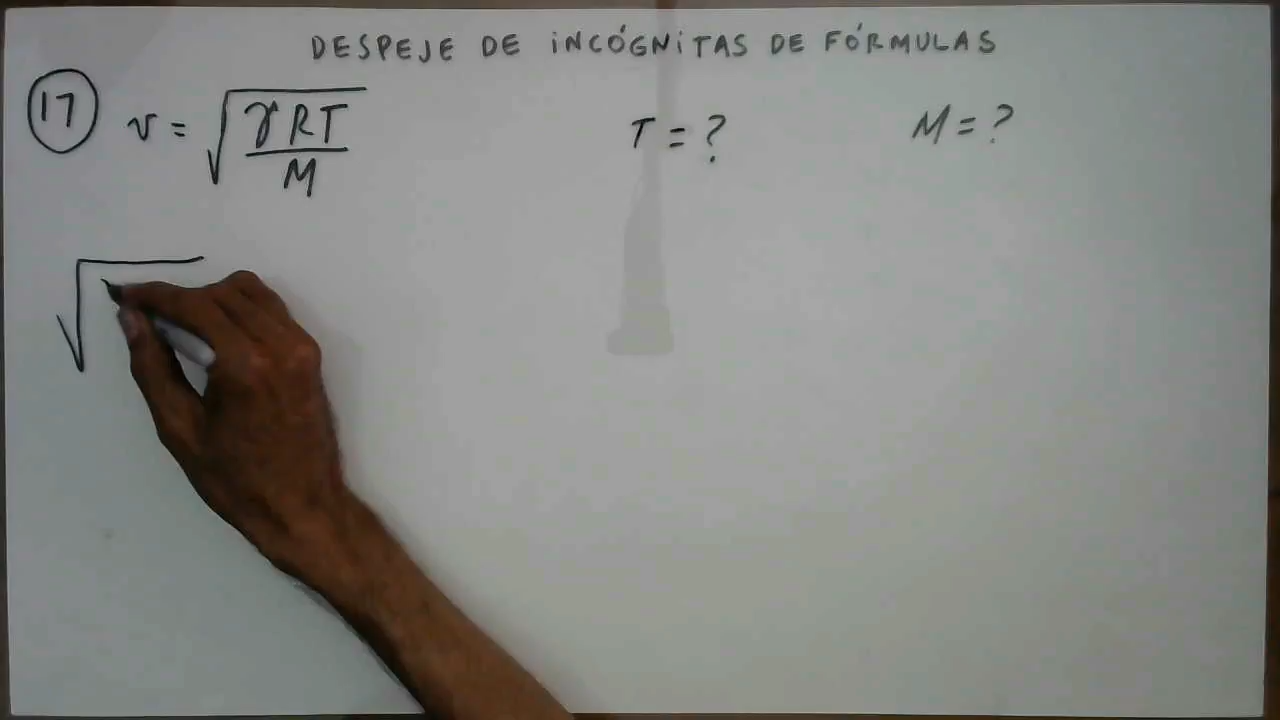 DESPEJE DE INCÓGNITAS DE FÓRMULAS
17 v = √(γRT/M) T = ? M = ?
√